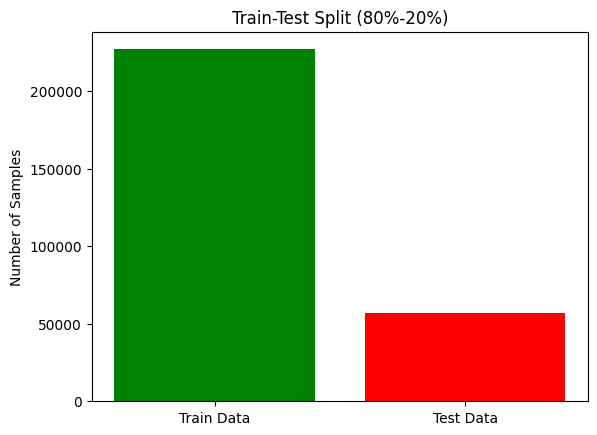 Train-Test Split (80%-20%)
Number of Samples
200000
150000
100000
50000
0
Train Data
Test Data